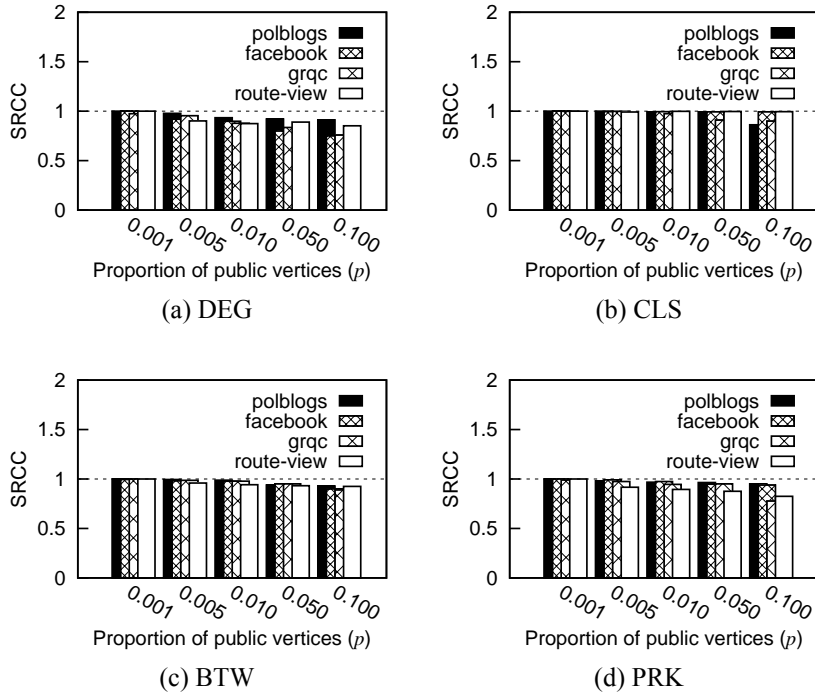 2
1.5
1
0.5
0
SRCC
polblogs
facebook
grqc
route-view
0.001
0.005
0.010
0.050
0.100
Proportion of public vertices (p)
(a) DEG
2
1.5
1
0.5
0
SRCC
polblogs
facebook
grqc
route-view
0.001
0.005
0.010
0.050
0.100
Proportion of public vertices (p)
(b) CLS
2
1.5
1
0.5
0
SRCC
polblogs
facebook
grqc
route-view
0.001
0.005
0.010
0.050
0.100
Proportion of public vertices (p)
(c) BTW
2
1.5
1
0.5
0
SRCC
polblogs
facebook
grqc
route-view
0.001
0.005
0.010
0.050
0.100
Proportion of public vertices (p)
(d) PRK